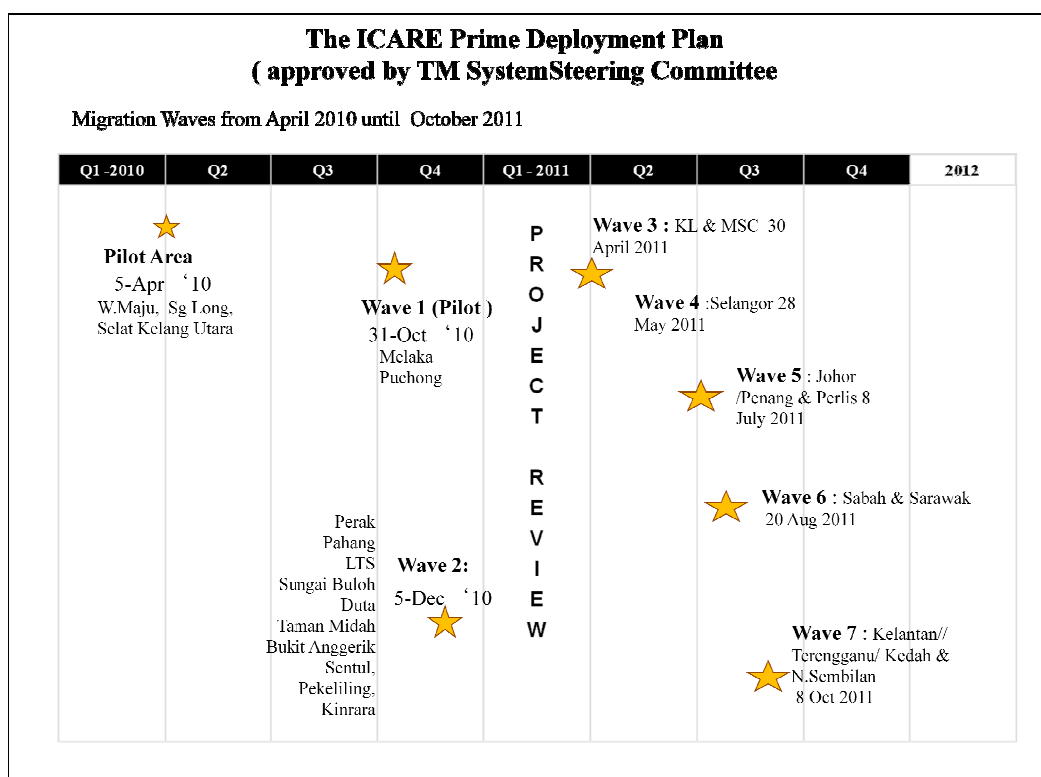 The ICARE Prime Deployment Plan
( approved by TM SystemSteering Committee
Migration Waves from April 2010 until October 2011
Q1 -2010 Q2 Q3 Q4 Q1 - 2011 Q2 Q3 Q4 2012
Pilot Area
5-Apr ‘10
W.Maju, Sg Long,
Selat Kelang Utara
Wave 1 (Pilot )
31-Oct ‘10
Melaka
Puchong
Perak
Pahang
LTS
Sungai Buloh
Duta
Taman Midah
Bukit Anggerik
Sentul,
Pekeliling,
Kinrara
Wave 2:
5-Dec ‘10
PROJECT REVIEW
Wave 3 : KL & MSC 30
April 2011
Wave 4 :Selangor 28
May 2011
Wave 5 : Johor
/Penang & Perlis 8
July 2011
Wave 6 : Sabah & Sarawak
20 Aug 2011
Wave 7 : Kelantan//
Terengganu/ Kedah &
N.Sembilan
8 Oct 2011